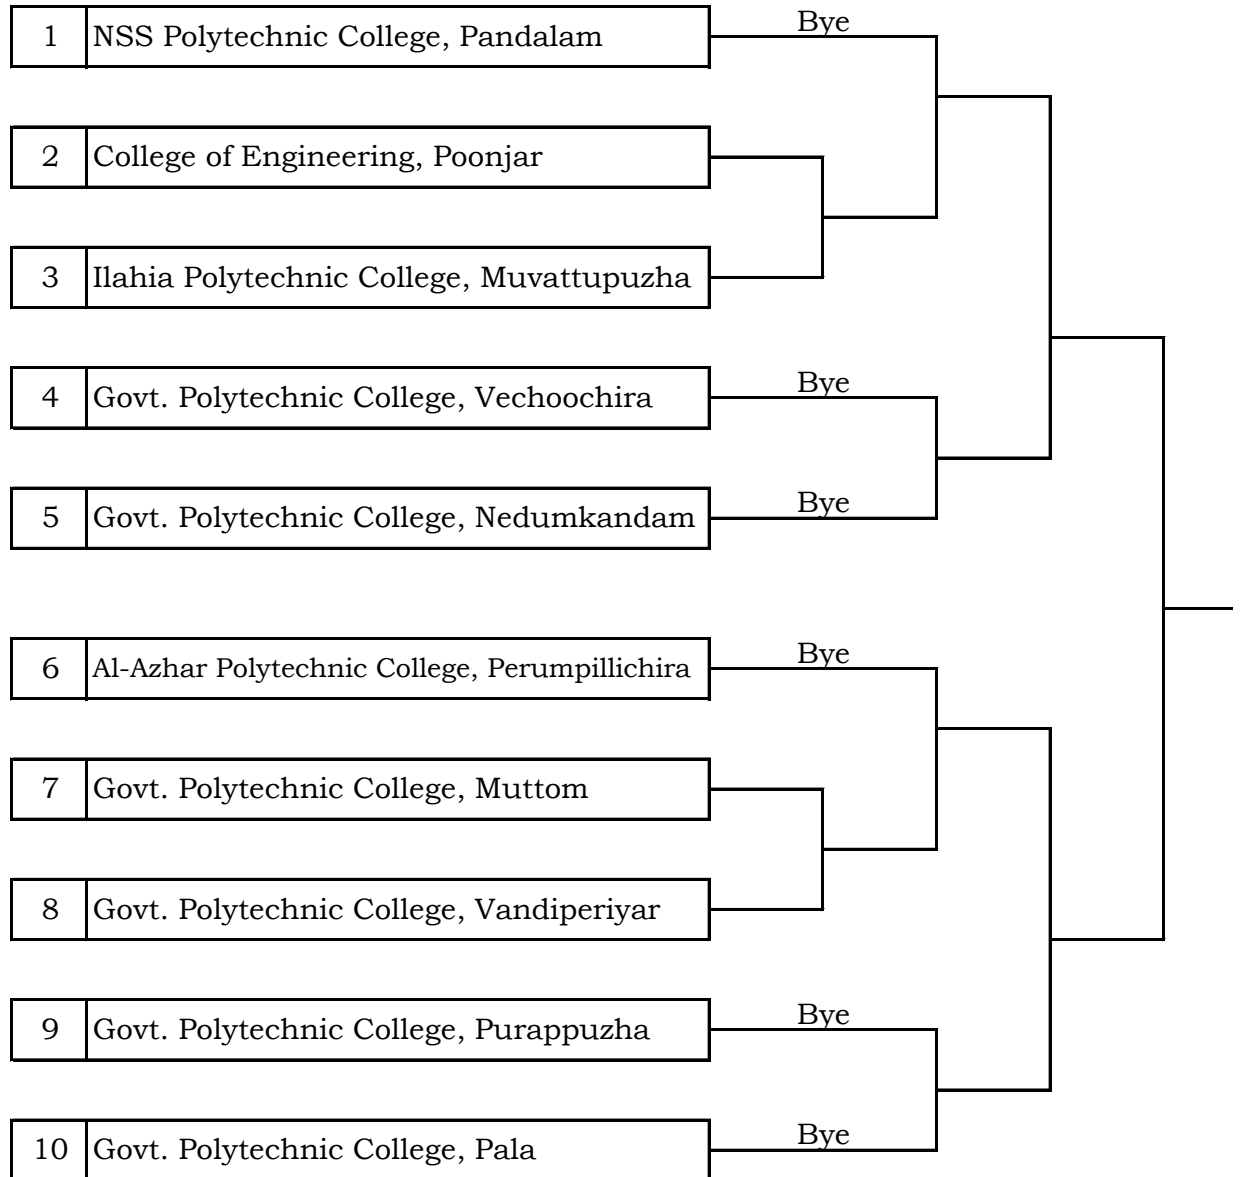 Bye
1 NSS Polytechnic College, Pandalam
2 College of Engineering, Poonjar
3 Ilahia Polytechnic College, Muvattupuzha
Bye
4 Govt. Polytechnic College, Vechoochira
Bye
5 Govt. Polytechnic College, Nedumkandam
Bye
6 Al-Azhar Polytechnic College, Perumpillichira
7 Govt. Polytechnic College, Muttom
8 Govt. Polytechnic College, Vandiperiyar
Bye
9 Govt. Polytechnic College, Purappuzha
Bye
10 Govt. Polytechnic College, Pala